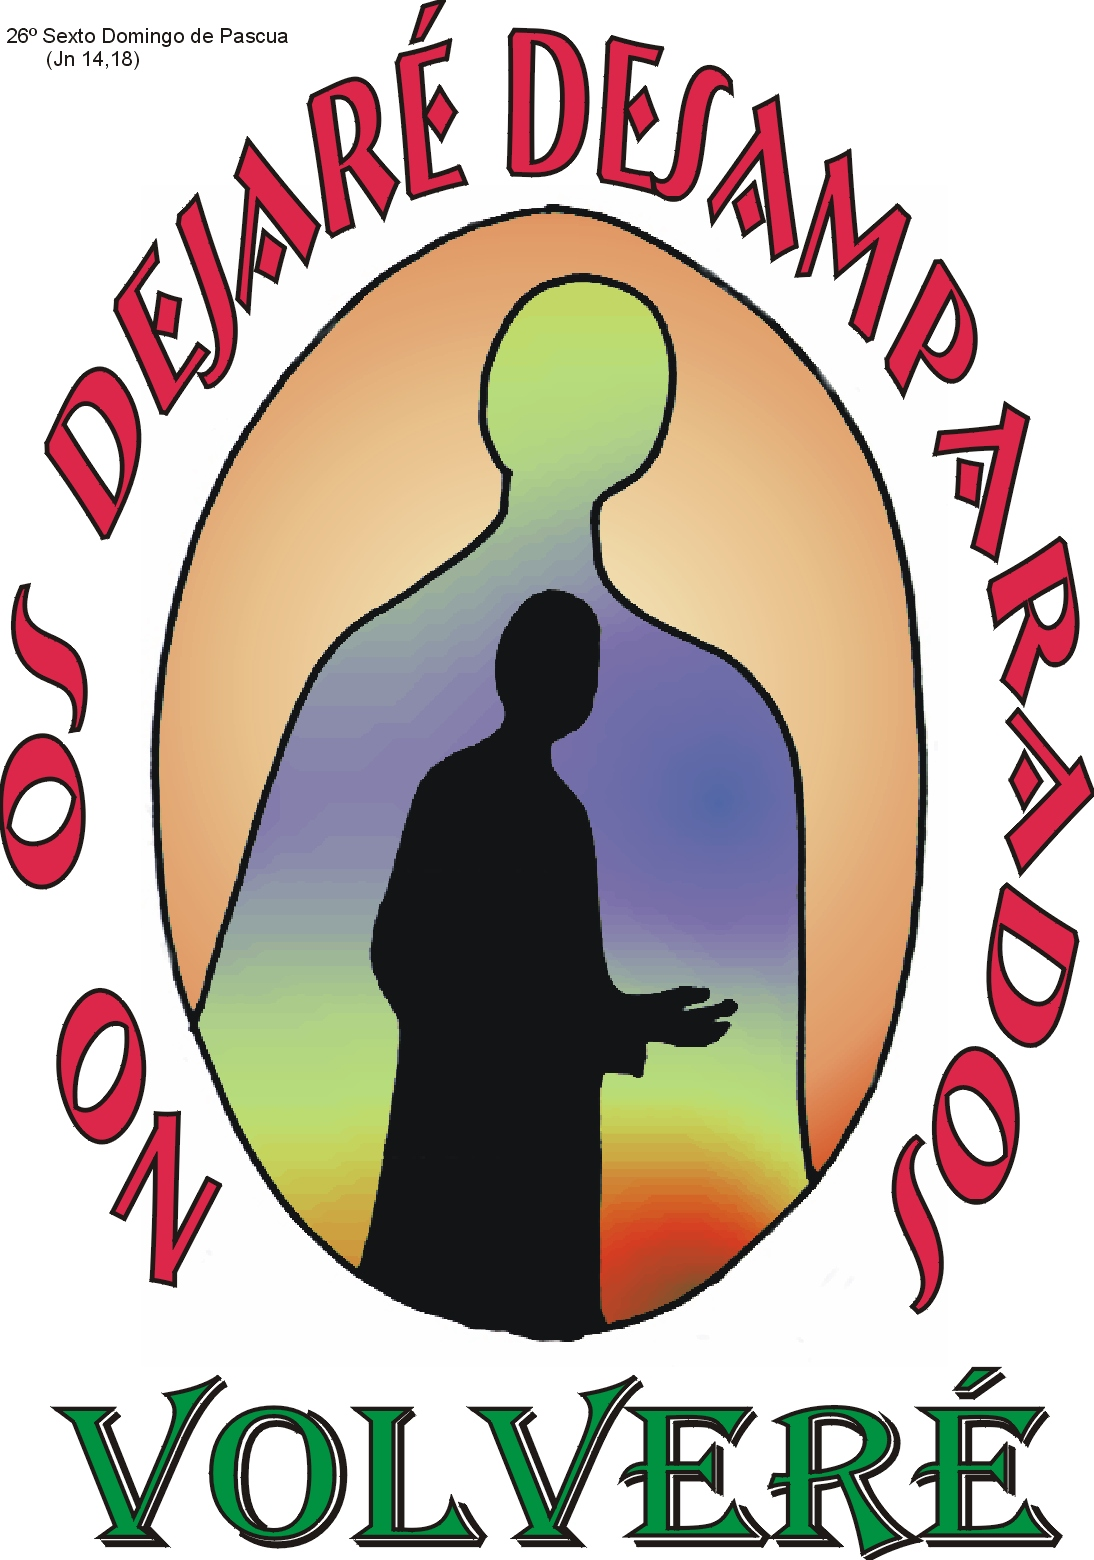 26º Sexto Domingo de Pascua
(Jn 14,18)
NO OS DEJARÉ DESAMPARADOS
VOLVERÉ